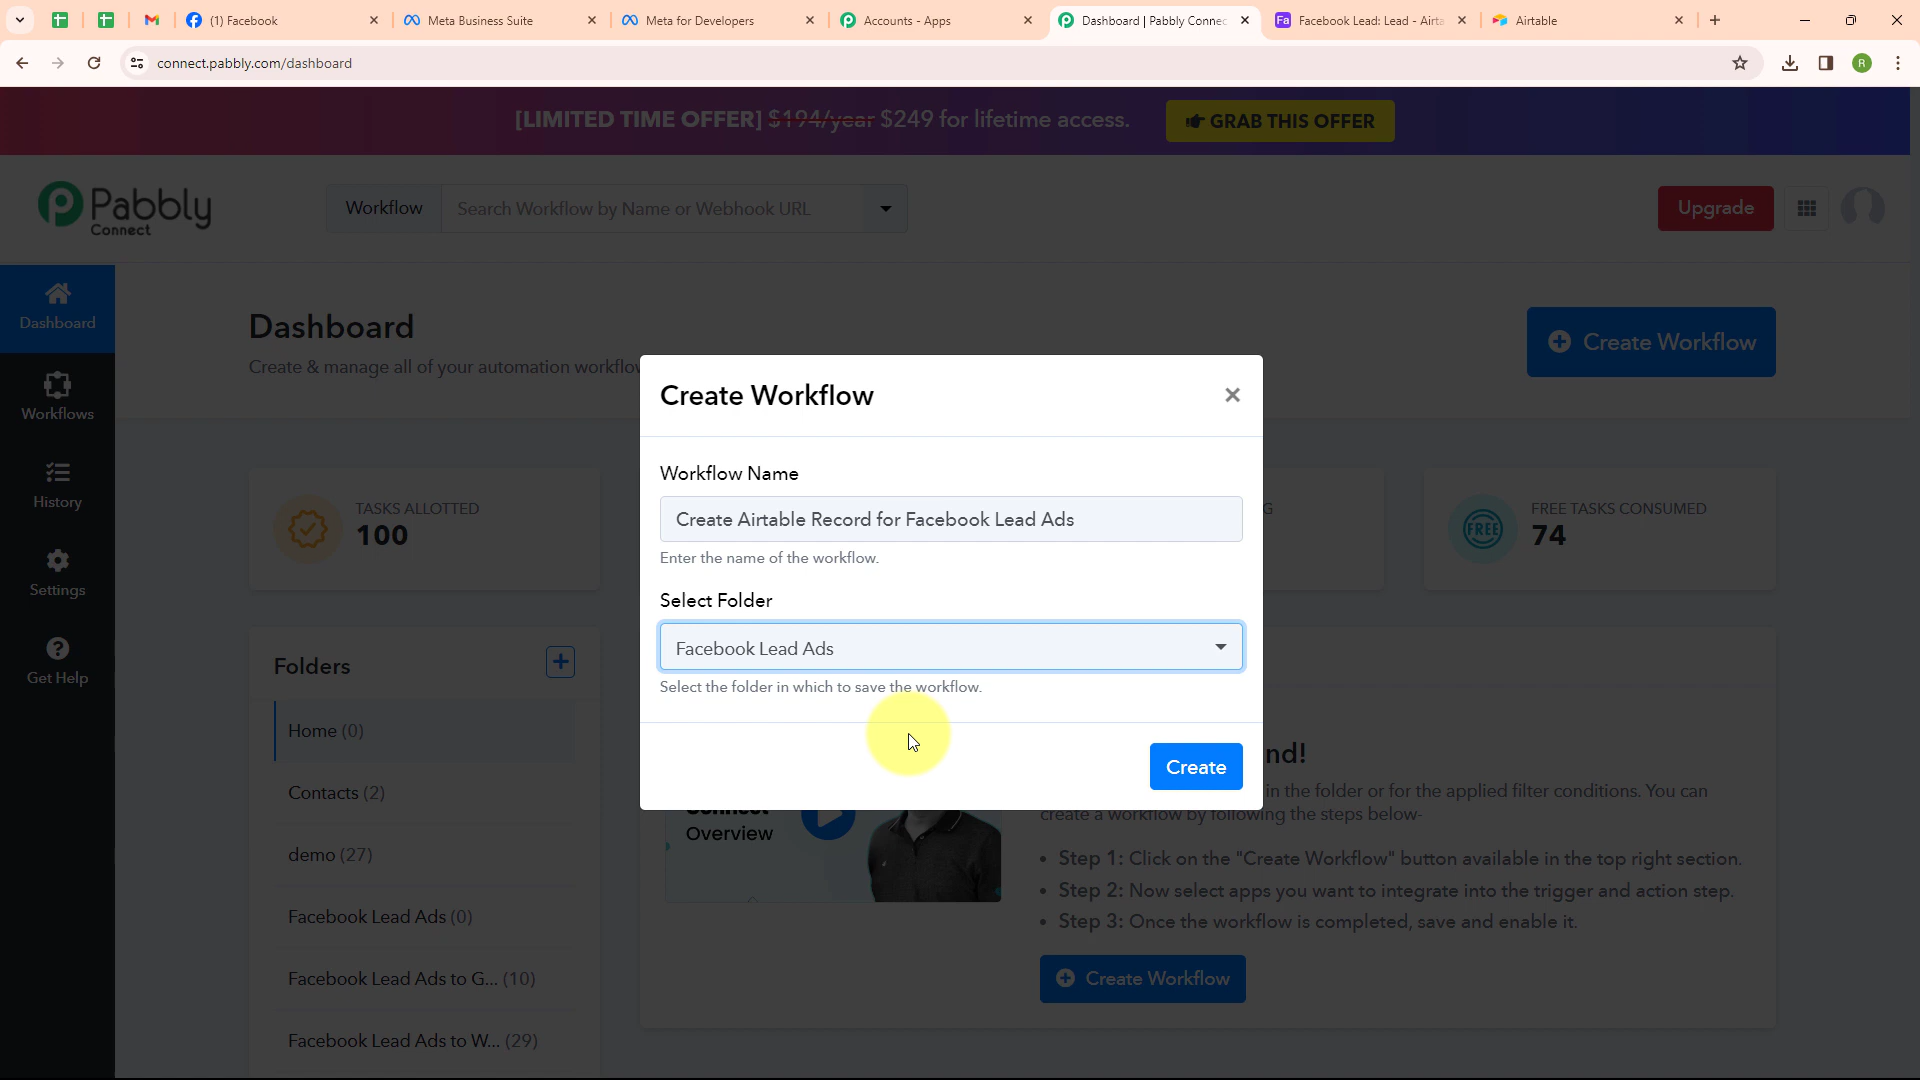 (1) Facebook
Meta Business Suite
Meta for Developers
Accounts - Apps
Dashboard | Pabbly Connec
Facebook Lead: Lead - Airta
Airtable
connect.pabbly.com/dashboard
R
[LIMITED TIME OFFER] $194/year $249 for lifetime access.
GRAB THIS OFFER
Pabbly
Connect
Workflow
Search Workflow by Name or Webhook URL
Upgrade
Dashboard
Workflows
History
Settings
Get Help
Dashboard
Create & manage all of your automation workflow
Create Workflow
TASKS ALLOTTED
100
G
FREE
FREE TASKS CONSUMED
74
Create Workflow
Workflow Name
Create Airtable Record for Facebook Lead Ads
Enter the name of the workflow.
Select Folder
Facebook Lead Ads
Select the folder in which to save the workflow.
Create
Folders
Home (0)
Contacts (2)
demo (27)
Facebook Lead Ads (0)
Facebook Lead Ads to G... (10)
Facebook Lead Ads to W... (29)
Connect
Overview
nd!
in the folder or for the applied filter conditions. You can
create a workflow by following the steps below-
• Step 1: Click on the "Create Workflow" button available in the top right section.
• Step 2: Now select apps you want to integrate into the trigger and action step.
• Step 3: Once the workflow is completed, save and enable it.
Create Workflow